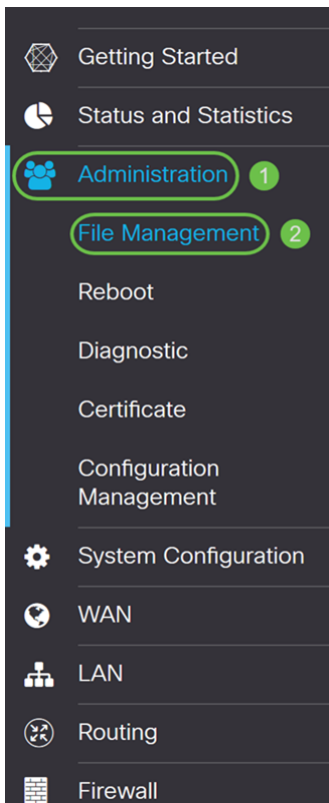 Getting Started
Status and Statistics
Administration 1
File Management 2
Reboot
Diagnostic
Certificate
Configuration
Management
System Configuration
WAN
LAN
Routing
Firewall